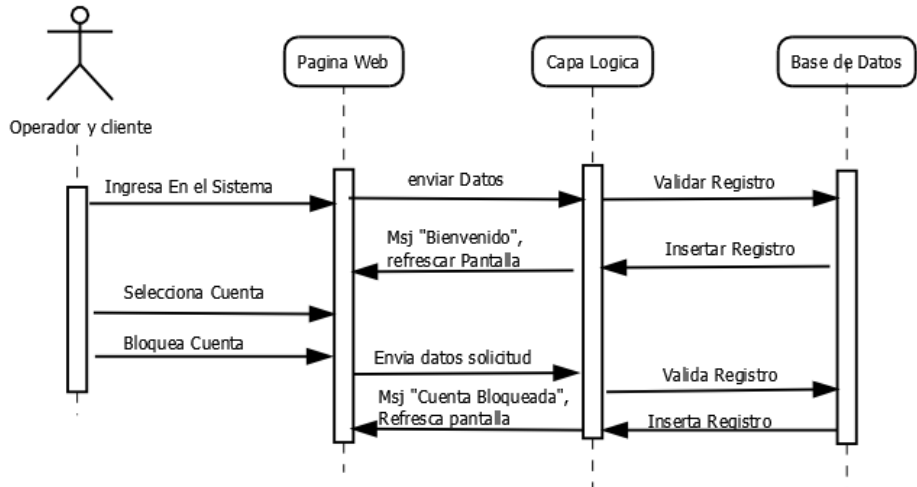 Pagina Web
Capa Logica
Base de Datos
Operador y cliente
Ingresa En el Sistema
enviar Datos
Validar Registro
Msj "Bienvenido",
refrescar Pantalla
Insertar Registro
Selecciona Cuenta
Bloquea Cuenta
Envia datos solicitud
Valida Registro
Msj "Cuenta Bloqueada",
Refresca pantalla
Inserta Registro